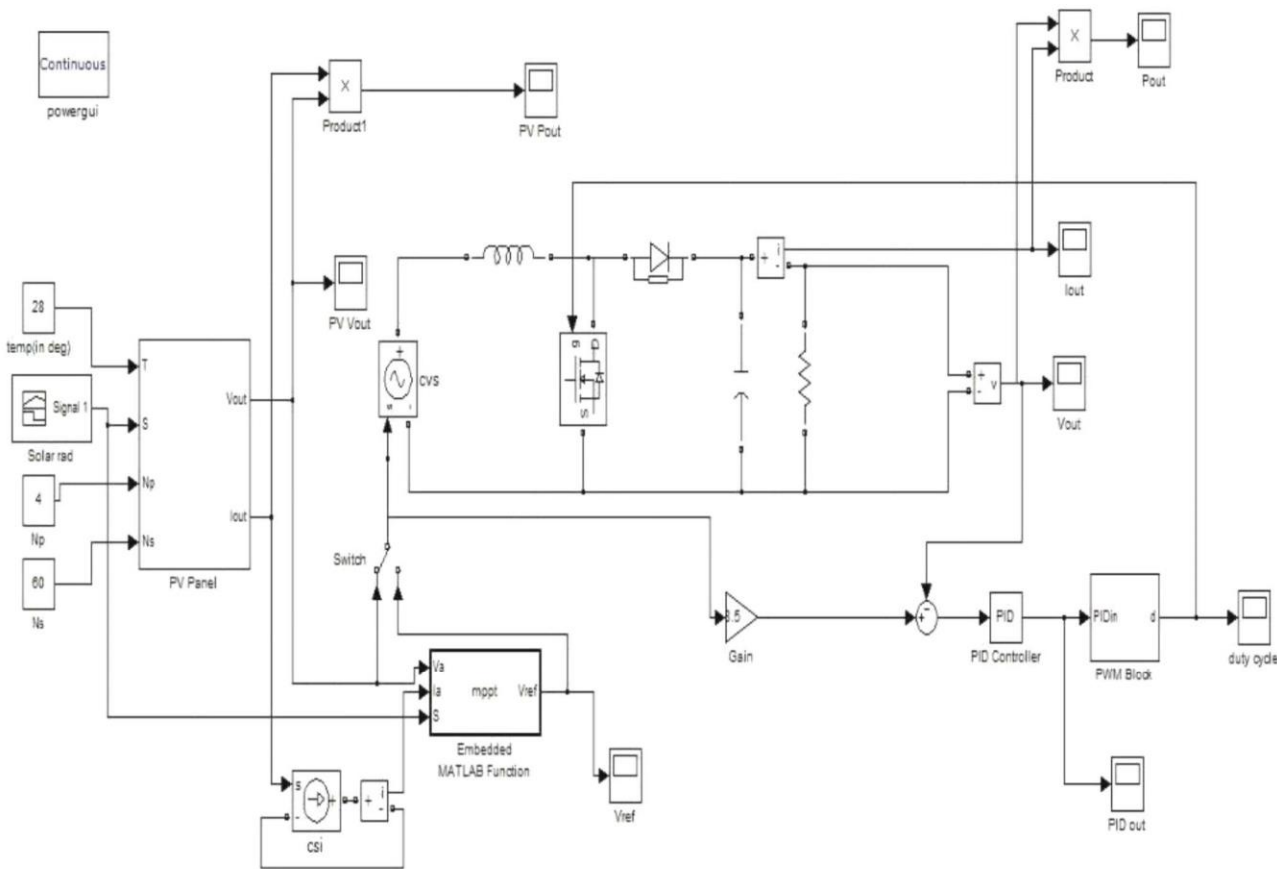 Continuous
powergui
X
Product1
PV Pout
X
Product
Pout
28
temp(in deg)
Signal 1
Solar rad
4
Np
60
Ns
T
S
Np
Ns
Vout
Iout
PV Panel
PV Vout
+
s
-
CVS
g
D
S
+
i
-
Iout
+
-
v
Vout
Switch
3.5
Gain
+
-
PID
PID Controller
PIDin
d
PWM Block
duty cycle
PID out
Va
Ia
S
mppt
Vref
Embedded
MATLAB Function
Vref
s
-
+
csi
+
i
-